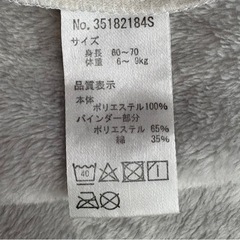 No. 35182184S
サイズ
身長 60~70
体重 6~9kg
品質表示
本体
ポリエステル100%
バインダー部分
ポリエステル 65%
綿 35%
40